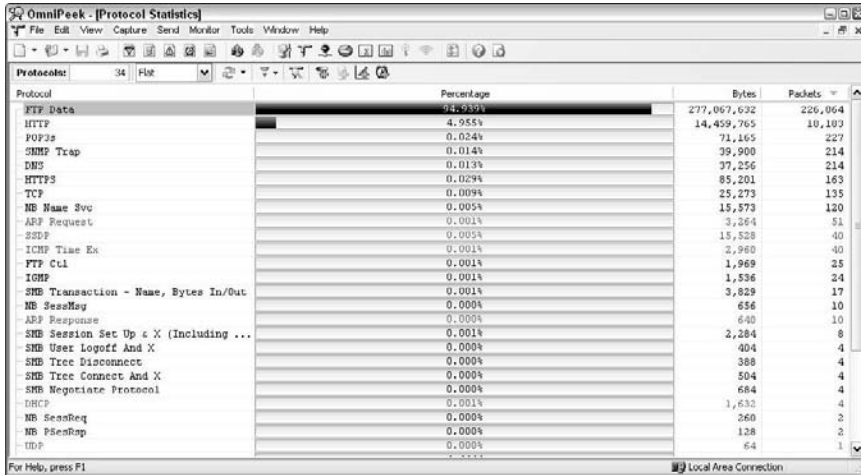 OmniPeek - [Protocol Statistics]
File Edit View Capture Send Monitor Tools Window Help
Protocols: 34 Flat
Protocol Percentage Bytes Packets
FTP Data 94.939% 277,067,632 226,064
HTTP 4.955% 14,459,765 18,183
POP3s 0.024% 71,165 227
SNMP Trap 0.014% 39,900 214
DNS 0.013% 37,256 214
HTTPS 0.029% 85,201 163
TCP 0.009% 25,273 135
NB Name Svc 0.005% 15,573 120
ARP Request 0.001% 3,264 51
SSDP 0.005% 15,528 40
ICMP Time Ex 0.001% 2,960 40
FTP Ctl 0.001% 1,969 25
IGMP 0.001% 1,536 24
SMB Transaction - Name, Bytes In/Out 0.001% 3,829 17
NB SessMsg 0.000% 656 10
ARP Response 0.000% 640 10
SMB Session Set Up & X (Including ... 0.001% 2,284 8
SMB User Logoff And X 0.000% 404 4
SMB Tree Disconnect 0.000% 388 4
SMB Tree Connect And X 0.000% 504 4
SMB Negotiate Protocol 0.000% 684 4
DHCP 0.001% 1,632 4
NB SessReq 0.000% 260 2
NB PSesRsp 0.000% 128 2
UDP 0.000% 64 1
For Help, press F1 Local Area Connection